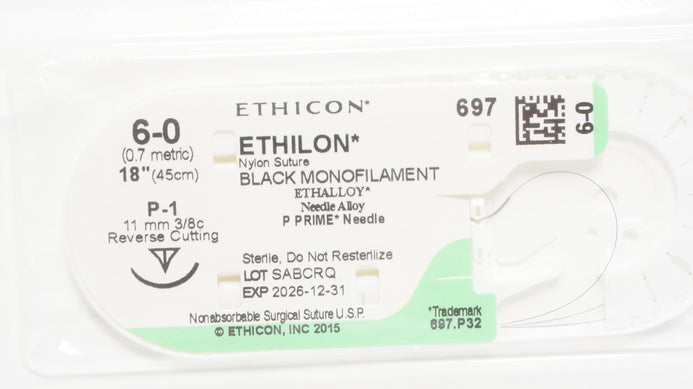 ETHICON*
697
6-0
6-0
(0.7 metric)
18"(45cm)
ETHILON*
Nylon Suture
BLACK MONOFILAMENT
ETHALLOY*
Needle Alloy
P PRIME* Needle
P-1
11 mm 3/8c
Reverse Cutting
Sterile, Do Not Resterilize
LOT SABCRQ
EXP 2026-12-31
Nonabsorbable Surgical Suture U.S.P.
© ETHICON, INC 2015
*Trademark
697.P32